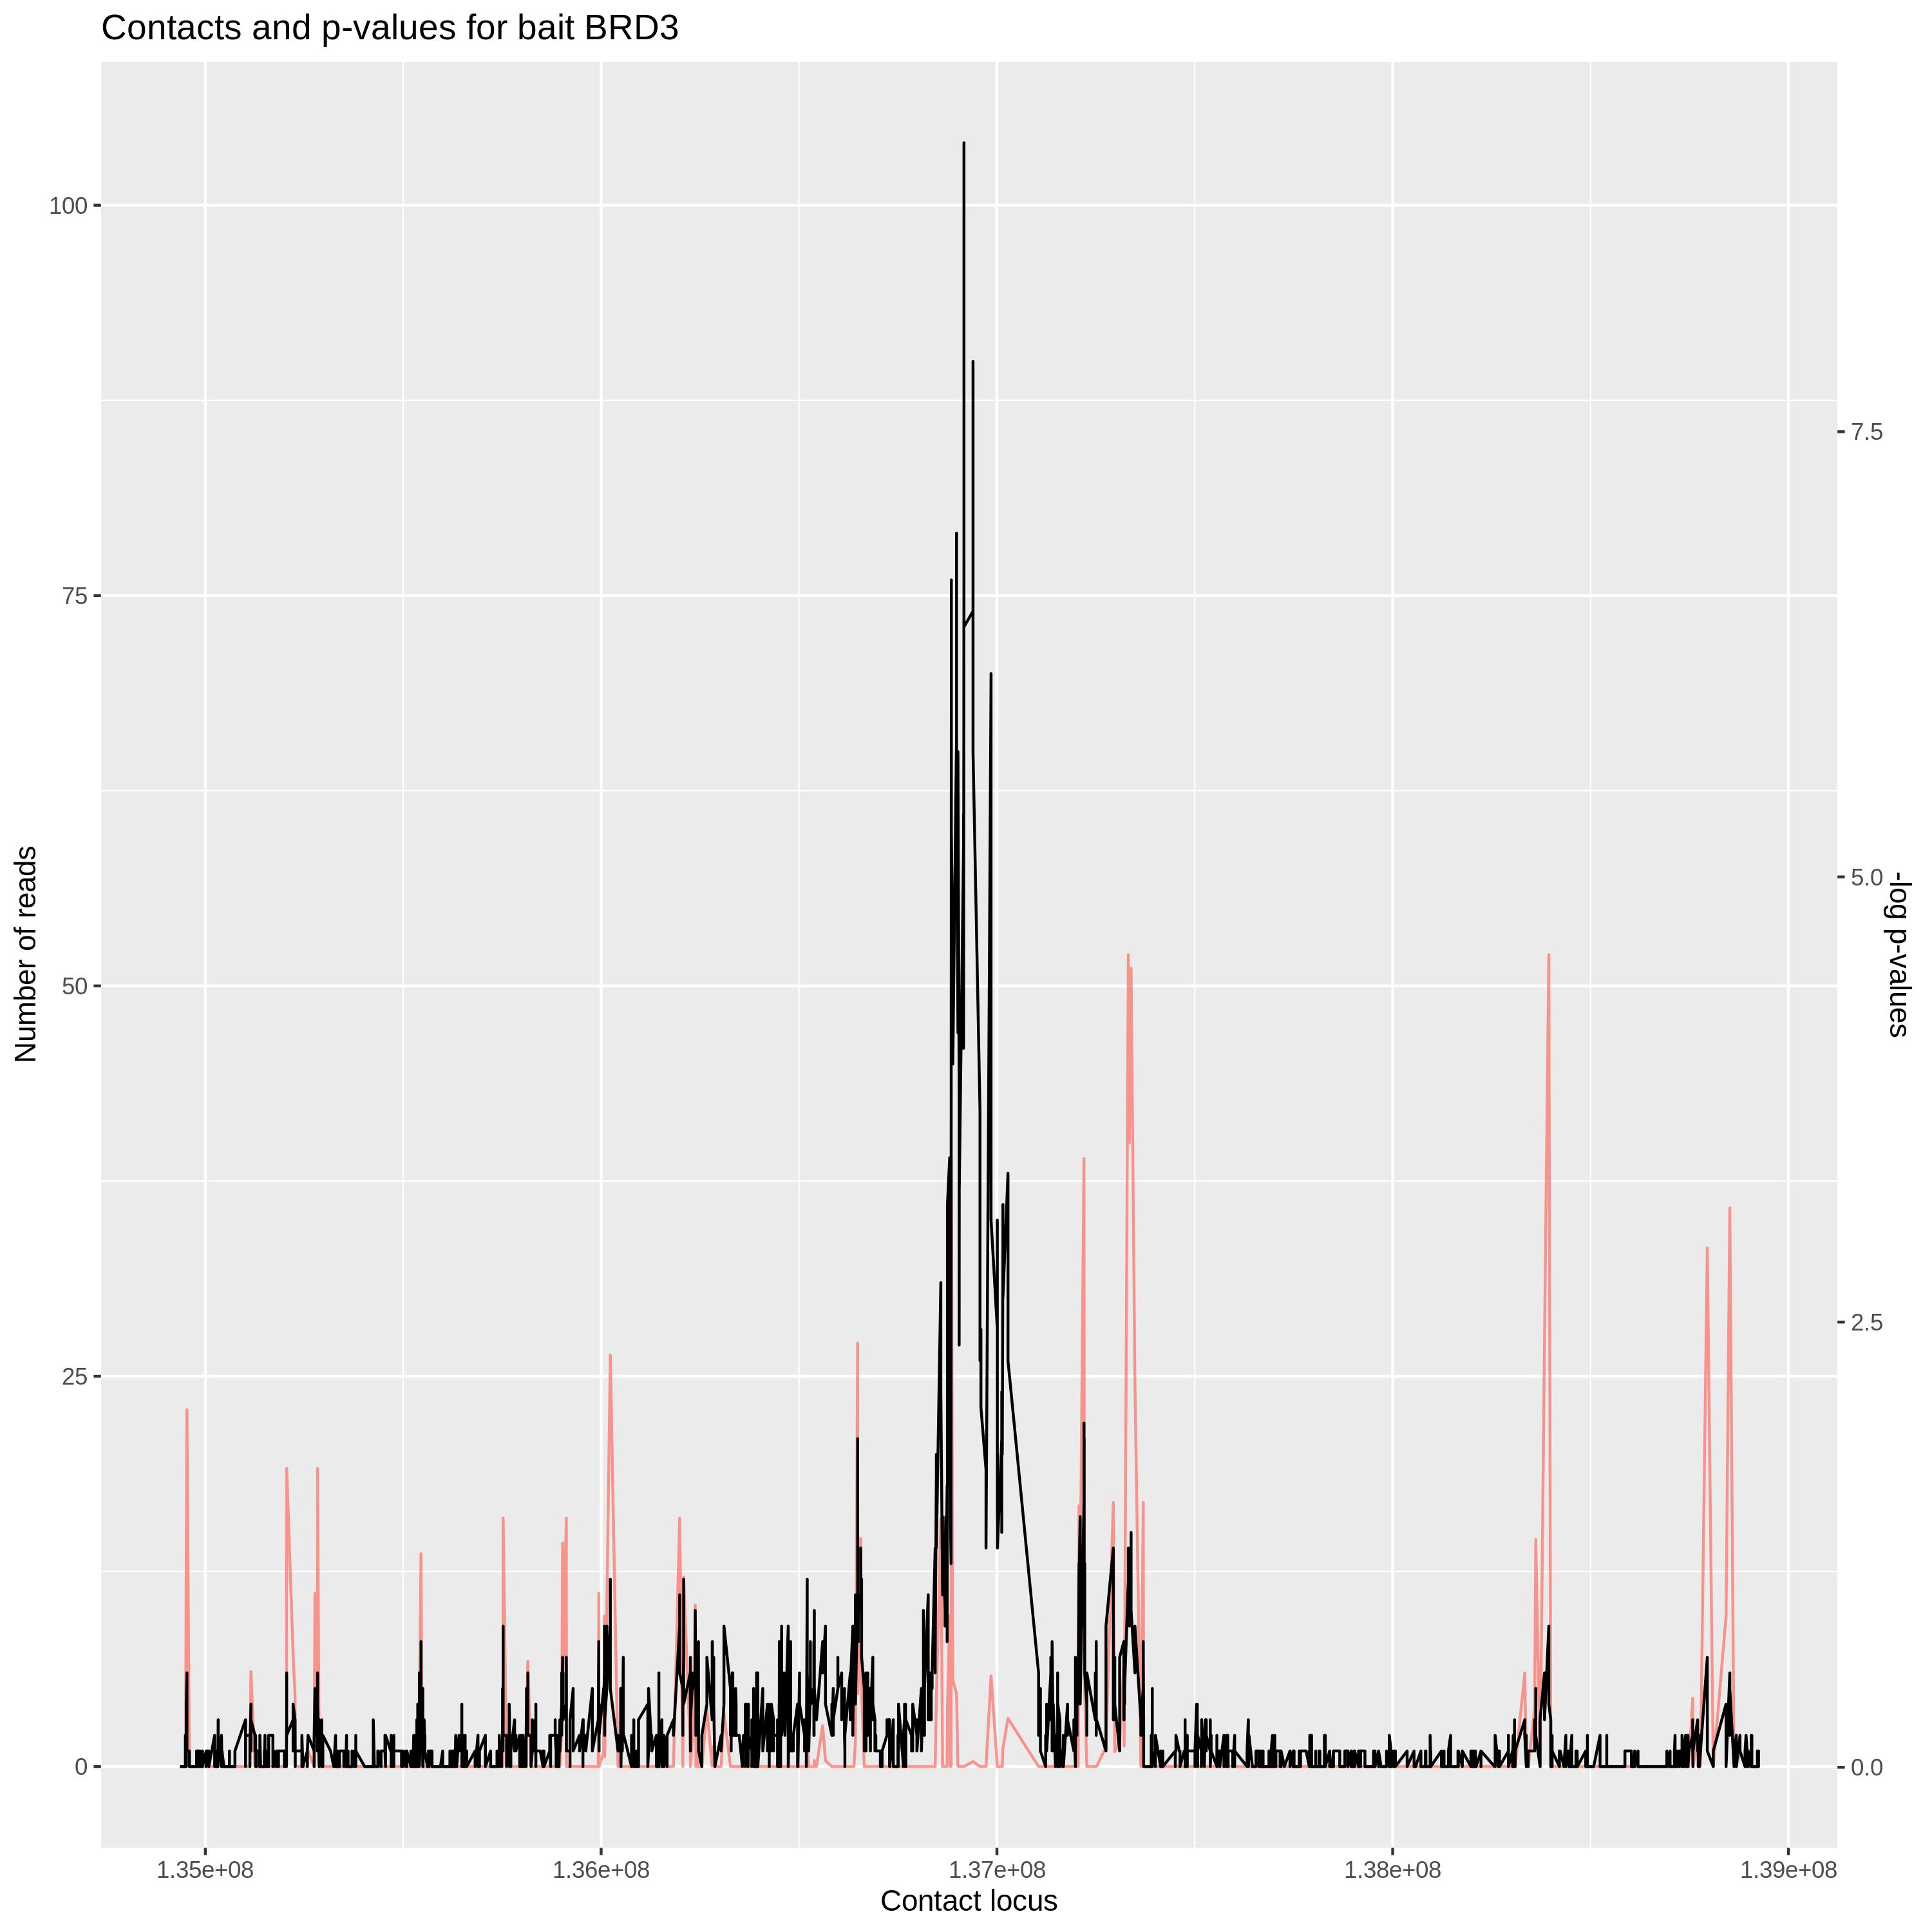 Contacts and p-values for bait BRD3
100
75
50
25
0
Number of reads
7.5
5.0
2.5
0.0
-log p-values
1.35e+08
1.36e+08
1.37e+08
1.38e+08
1.39e+08
Contact locus